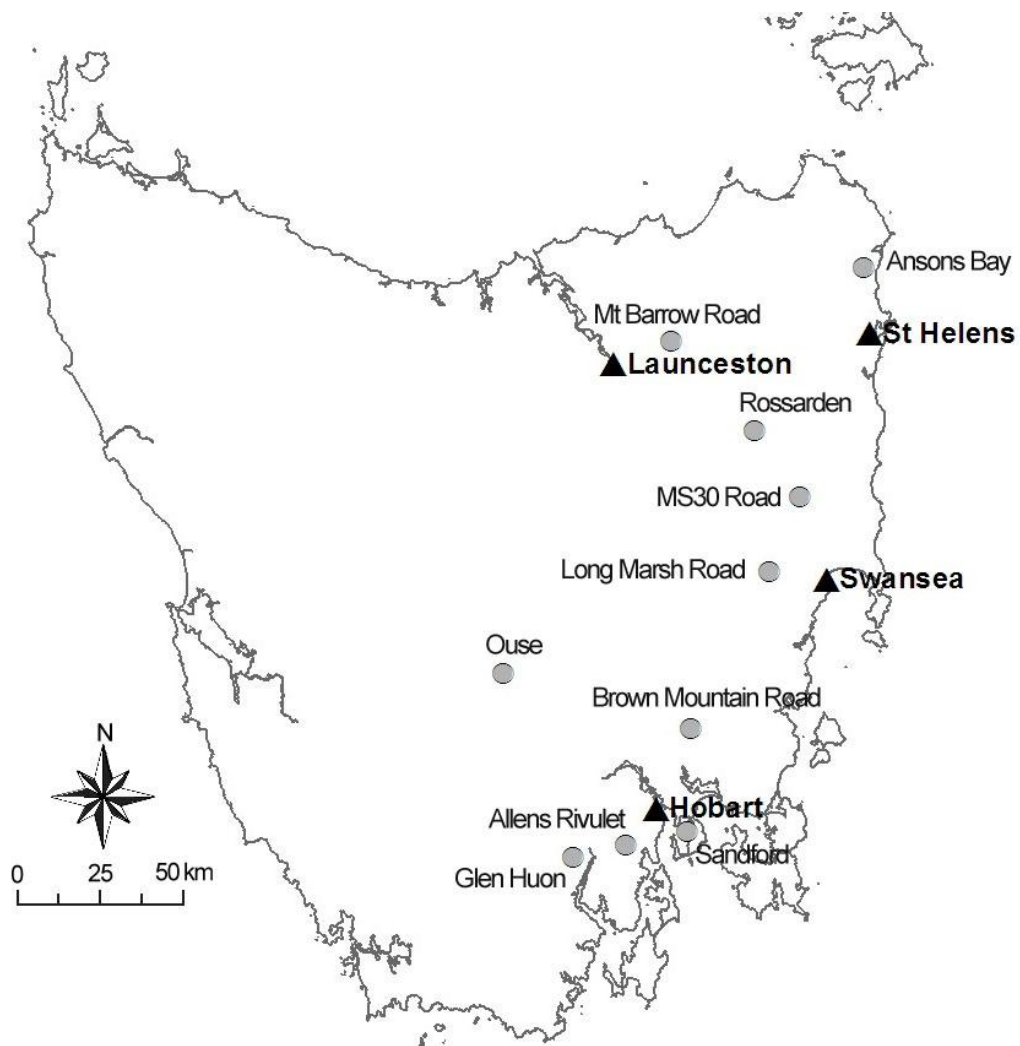 Ansons Bay
Mt Barrow Road
St Helens
Launceston
Rossarden
MS30 Road
Long Marsh Road
Swansea
Ouse
Brown Mountain Road
N
Hobart
Allens Rivulet
Sandford
Glen Huon
0 25 50 km